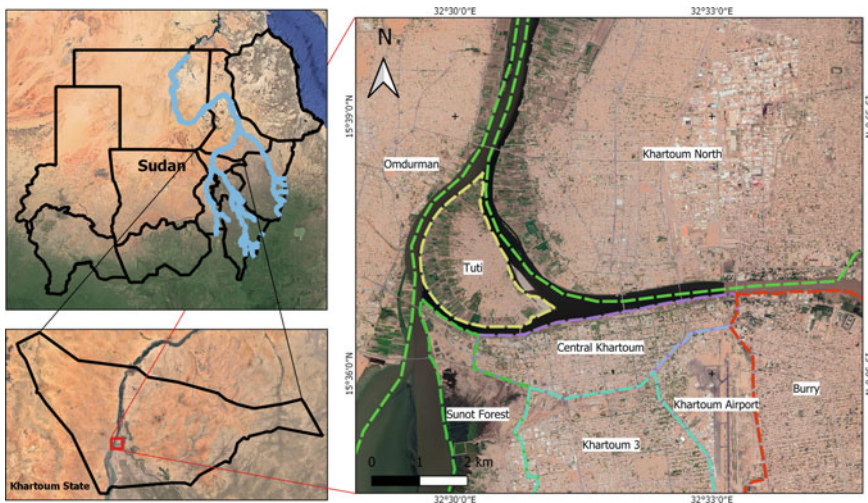 32°30'0"E
32°33'0"E
N
15°39'0"N
Sudan
Omdurman
Khartoum North
Tuti
Central Khartoum
15°36'0"N
Burry
Khartoum Airport
Sunot Forest
Khartoum 3
0 1 2 km
Khartoum State
32°30'0"E
32°33'0"E